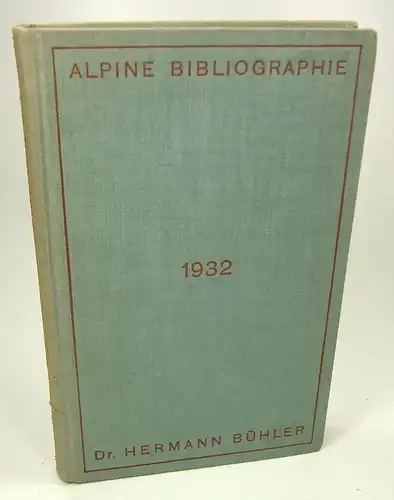 ALPINE BIBLIOGRAPHIE
1932
Dr. HERMANN BÜHLER